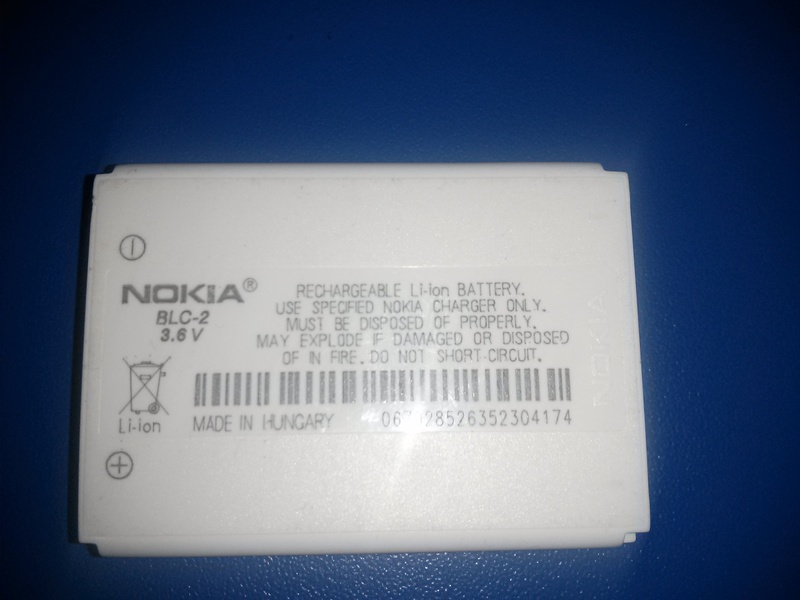 NOKIA®
BLC-2
3.6 V
RECHARGEABLE Li-ion BATTERY.
USE SPECIFIED NOKIA CHARGER ONLY.
MUST BE DISPOSED OF PROPERLY.
MAY EXPLODE IF DAMAGED OR DISPOSED
OF IN FIRE. DO NOT SHORT-CIRCUIT.
Li-ion
MADE IN HUNGARY
NOKIA